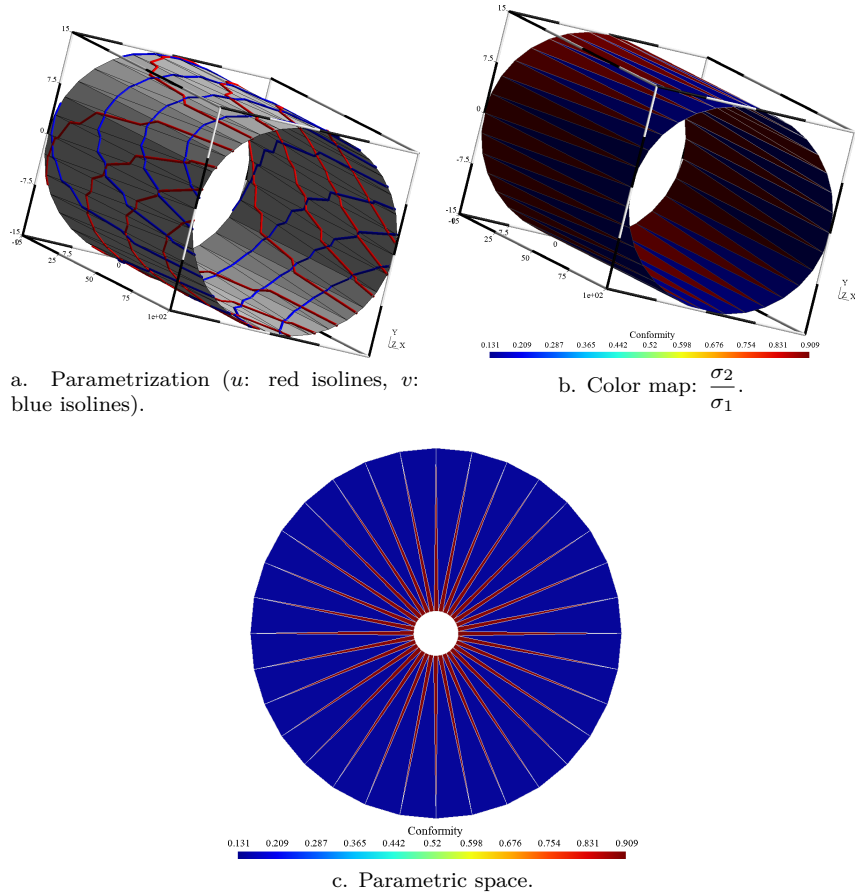 15
7.5
0
-7.5
-15
25
-7.5
50
0
75
1e+02
Y
Z X
15
7.5
0
-7.5
-15
25
-7.5
50
0
75
1e+02
Y
Z X
Conformity
0.131 0.209 0.287 0.365 0.442 0.52 0.598 0.676 0.754 0.831 0.909
a. Parametrization (u: red isolines, v:
blue isolines).
b. Color map: σ2/σ1.
Conformity
0.131 0.209 0.287 0.365 0.442 0.52 0.598 0.676 0.754 0.831 0.909
c. Parametric space.